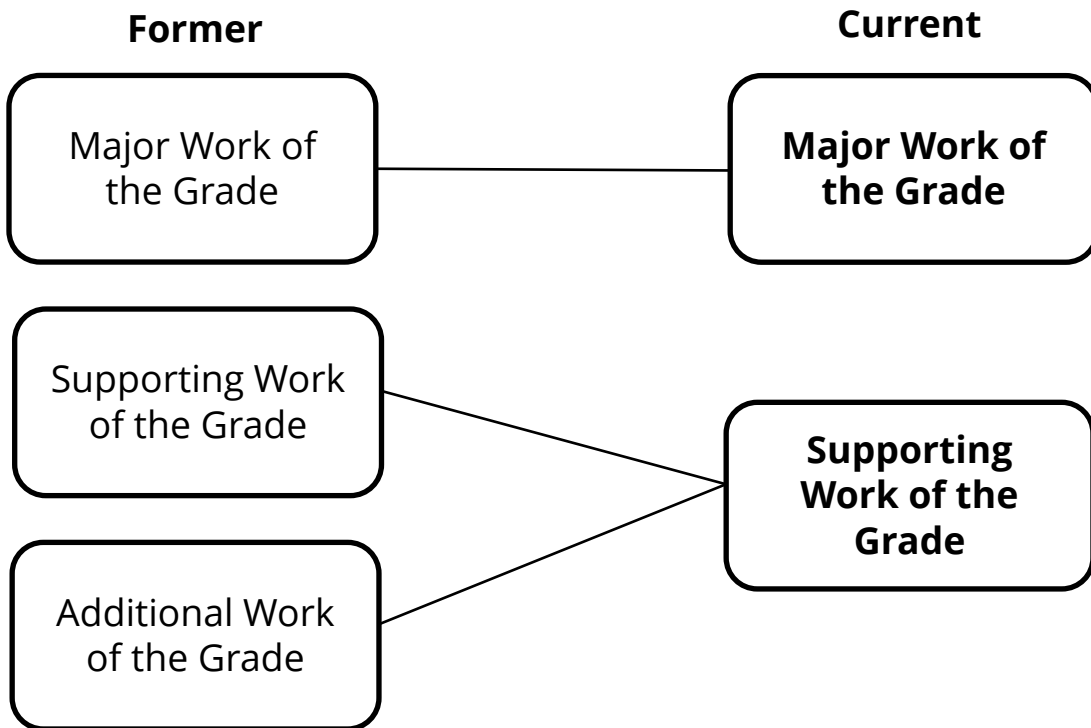 Former
Current
Major Work of
the Grade
Major Work of
the Grade
Supporting Work
of the Grade
Supporting
Work of the
Grade
Additional Work
of the Grade